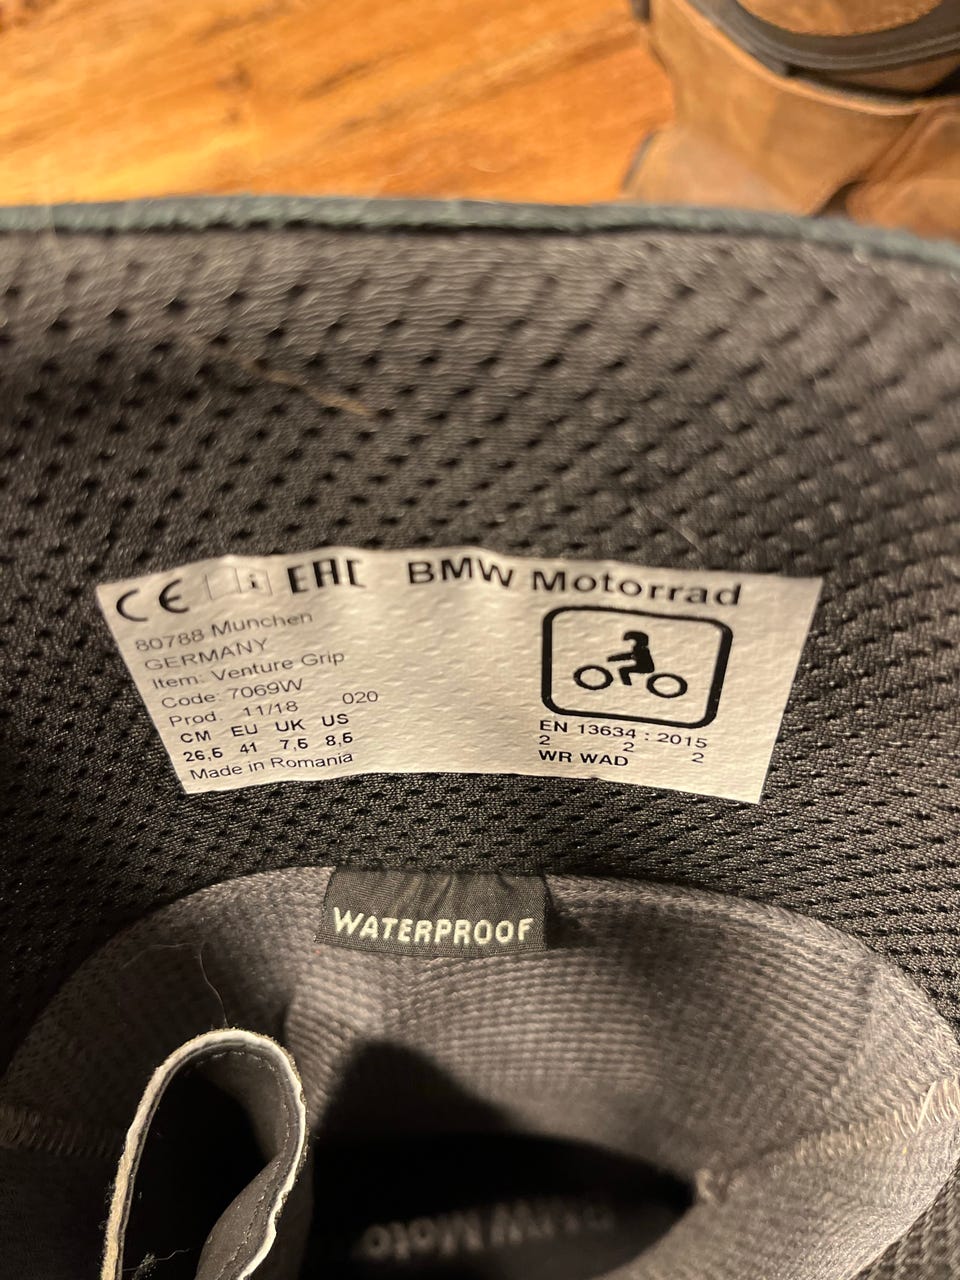 CE EAC BMW Motorrad
80788 Munchen
GERMANY
Item: Venture Grip
Code: 7069W
Prod. 11/18 020
CM EU UK US
26,5 41 7,5 8,5
Made in Romania
EN 13634 : 2015
2 2 2
WR WAD
WATERPROOF
BMW Moto